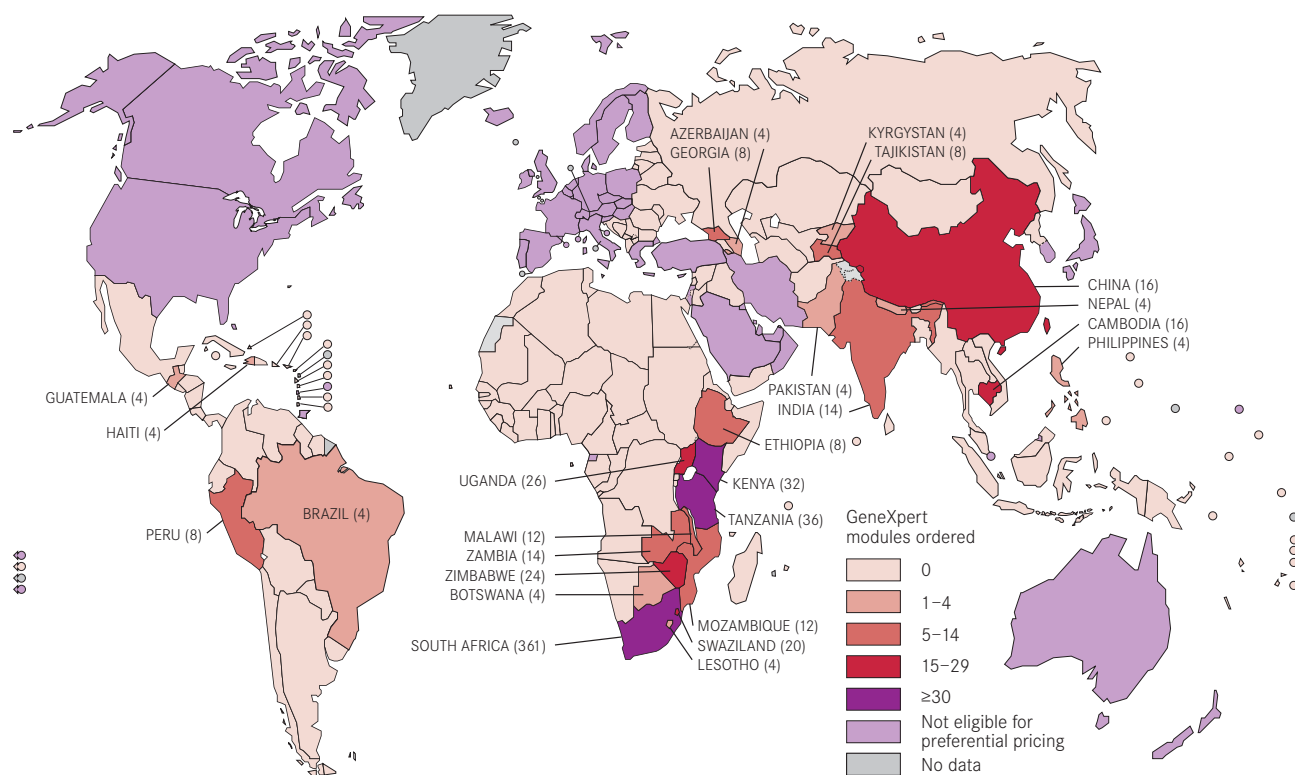 AZERBAIJAN (4)
GEORGIA (8)
KYRGYSTAN (4)
TAJIKISTAN (8)
CHINA (16)
NEPAL (4)
CAMBODIA (16)
PHILIPPINES (4)
GUATEMALA (4)
HAITI (4)
PAKISTAN (4)
INDIA (14)
ETHIOPIA (8)
UGANDA (26)
KENYA (32)
BRAZIL (4)
TANZANIA (36)
PERU (8)
MALAWI (12)
ZAMBIA (14)
ZIMBABWE (24)
BOTSWANA (4)
MOZAMBIQUE (12)
SOUTH AFRICA (361)
SWAZILAND (20)
LESOTHO (4)
GeneXpert
modules ordered
0
1–4
5–14
15–29
≥30
Not eligible for
preferential pricing
No data